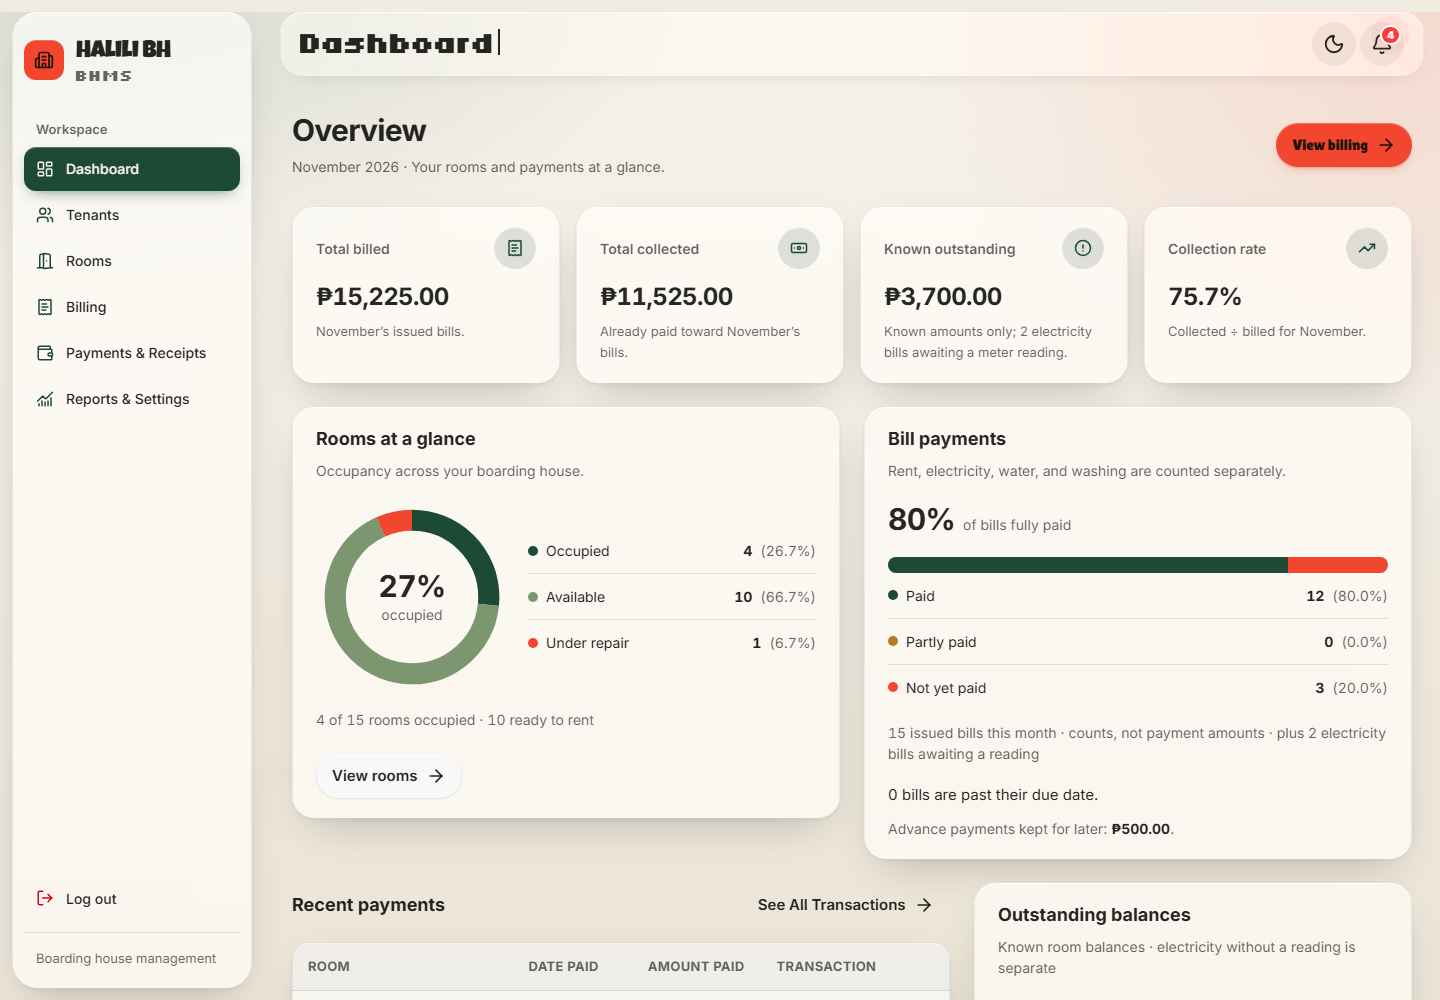 HALILI BH
BHMS
Workspace
Dashboard
Tenants
Rooms
Billing
Payments & Receipts
Reports & Settings
Log out
Boarding house management
Dashboard
4
Overview
November 2026 · Your rooms and payments at a glance.
View billing
Total billed
₱15,225.00
November's issued bills.
Total collected
₱11,525.00
Already paid toward November's
bills.
Known outstanding
₱3,700.00
Known amounts only; 2 electricity
bills awaiting a meter reading.
Collection rate
75.7%
Collected ÷ billed for November.
Rooms at a glance
Occupancy across your boarding house.
27%
occupied
Occupied 4 (26.7%)
Available 10 (66.7%)
Under repair 1 (6.7%)
4 of 15 rooms occupied · 10 ready to rent
View rooms
Bill payments
Rent, electricity, water, and washing are counted separately.
80% of bills fully paid
Paid 12 (80.0%)
Partly paid 0 (0.0%)
Not yet paid 3 (20.0%)
15 issued bills this month · counts, not payment amounts · plus 2 electricity
bills awaiting a reading
0 bills are past their due date.
Advance payments kept for later: ₱500.00.
Recent payments
See All Transactions
ROOM DATE PAID AMOUNT PAID TRANSACTION
Outstanding balances
Known room balances · electricity without a reading is
separate